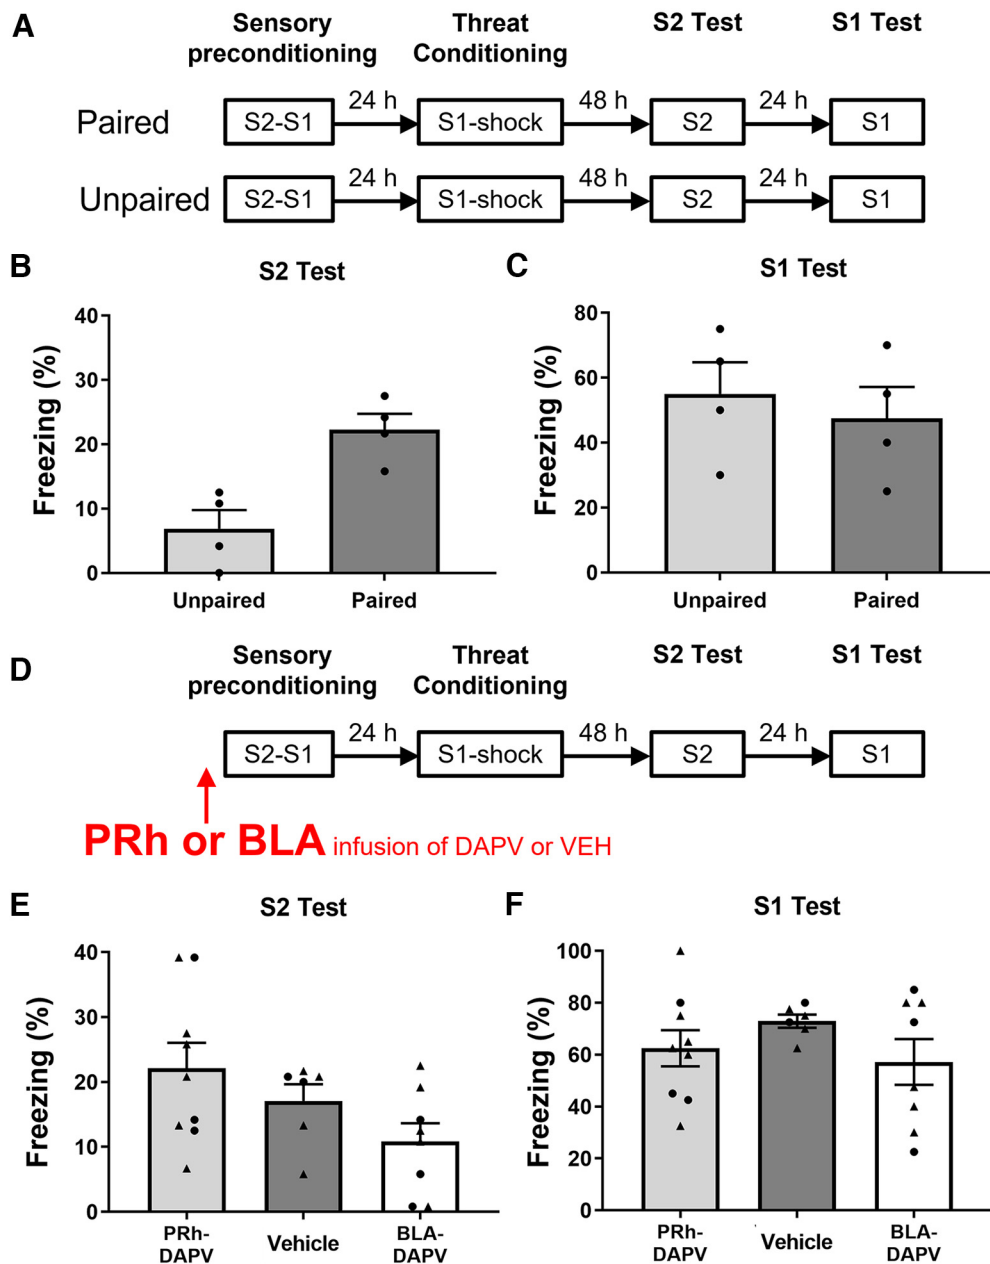 A
Sensory preconditioning
Threat Conditioning
S2 Test
S1 Test
Paired
S2-S1
24 h
S1-shock
48 h
S2
24 h
S1
Unpaired
S2-S1
24 h
S1-shock
48 h
S2
24 h
S1
B
S2 Test
Freezing (%)
40
30
20
10
0
Unpaired
Paired
C
S1 Test
Freezing (%)
80
60
40
20
0
Unpaired
Paired
D
Sensory preconditioning
Threat Conditioning
S2 Test
S1 Test
S2-S1
24 h
S1-shock
48 h
S2
24 h
S1
PRh or BLA infusion of DAPV or VEH
E
S2 Test
Freezing (%)
40
30
20
10
0
PRh-
DAPV
Vehicle
BLA-
DAPV
F
S1 Test
Freezing (%)
100
80
60
40
20
0
PRh-
DAPV
Vehicle
BLA-
DAPV